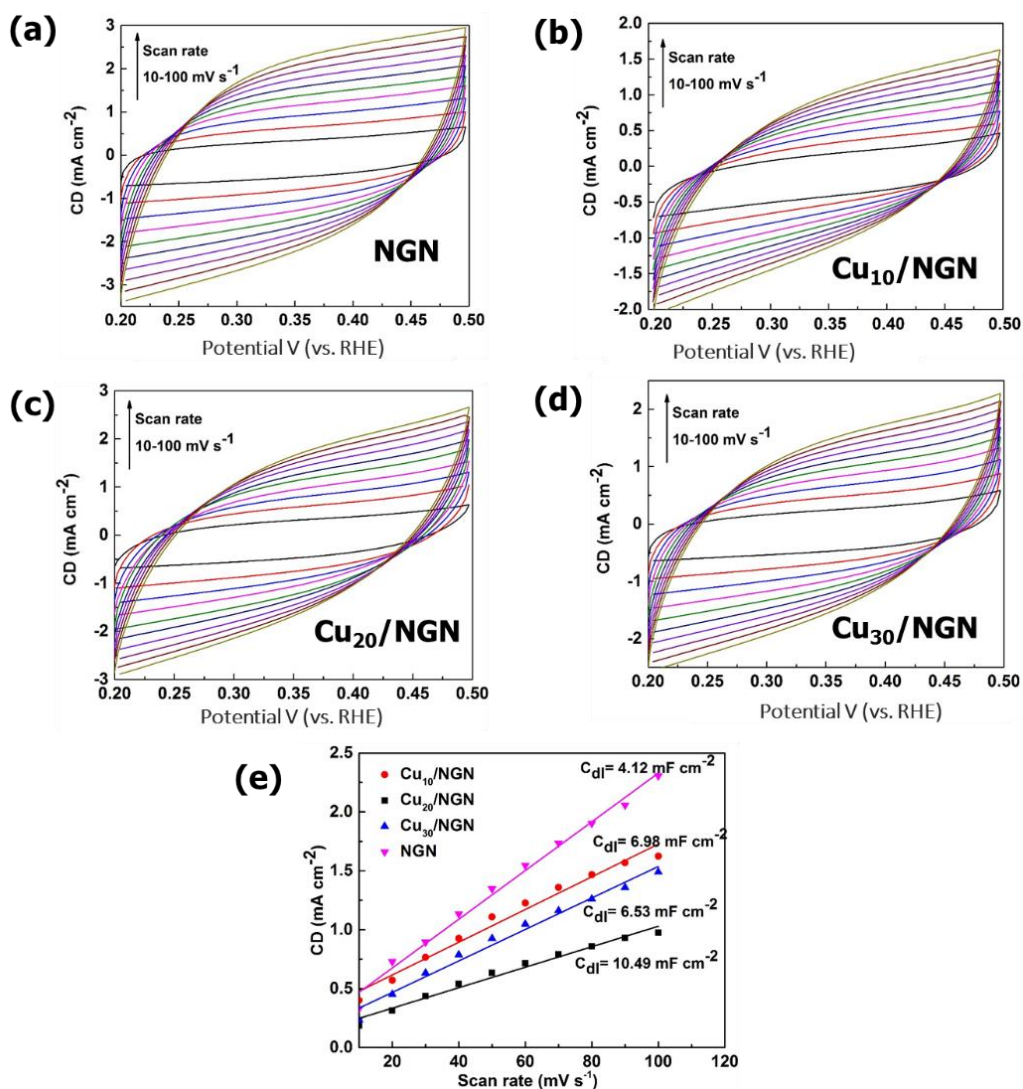 (a)
Scan rate
10-100 mV s⁻¹
NGN
CD (mA cm⁻²)
3
2
1
0
-1
-2
-3
0.20 0.25 0.30 0.35 0.40 0.45 0.50
Potential V (vs. RHE)
(b)
Scan rate
10-100 mV s⁻¹
Cu₁₀/NGN
CD (mA cm⁻²)
2.0
1.5
1.0
0.5
0.0
-0.5
-1.0
-1.5
-2.0
0.20 0.25 0.30 0.35 0.40 0.45 0.50
Potential V (vs. RHE)
(c)
Scan rate
10-100 mV s⁻¹
Cu₂₀/NGN
CD (mA cm⁻²)
3
2
1
0
-1
-2
-3
0.20 0.25 0.30 0.35 0.40 0.45 0.50
Potential V (vs. RHE)
(d)
Scan rate
10-100 mV s⁻¹
Cu₃₀/NGN
CD (mA cm⁻²)
2
1
0
-1
-2
0.20 0.25 0.30 0.35 0.40 0.45 0.50
Potential V (vs. RHE)
(e)
Cu₁₀/NGN
Cu₂₀/NGN
Cu₃₀/NGN
NGN
C_dl= 4.12 mF cm⁻²
C_dl= 6.98 mF cm⁻²
C_dl= 6.53 mF cm⁻²
C_dl= 10.49 mF cm⁻²
CD (mA cm⁻²)
2.5
2.0
1.5
1.0
0.5
0.0
20 40 60 80 100 120
Scan rate (mV s⁻¹)